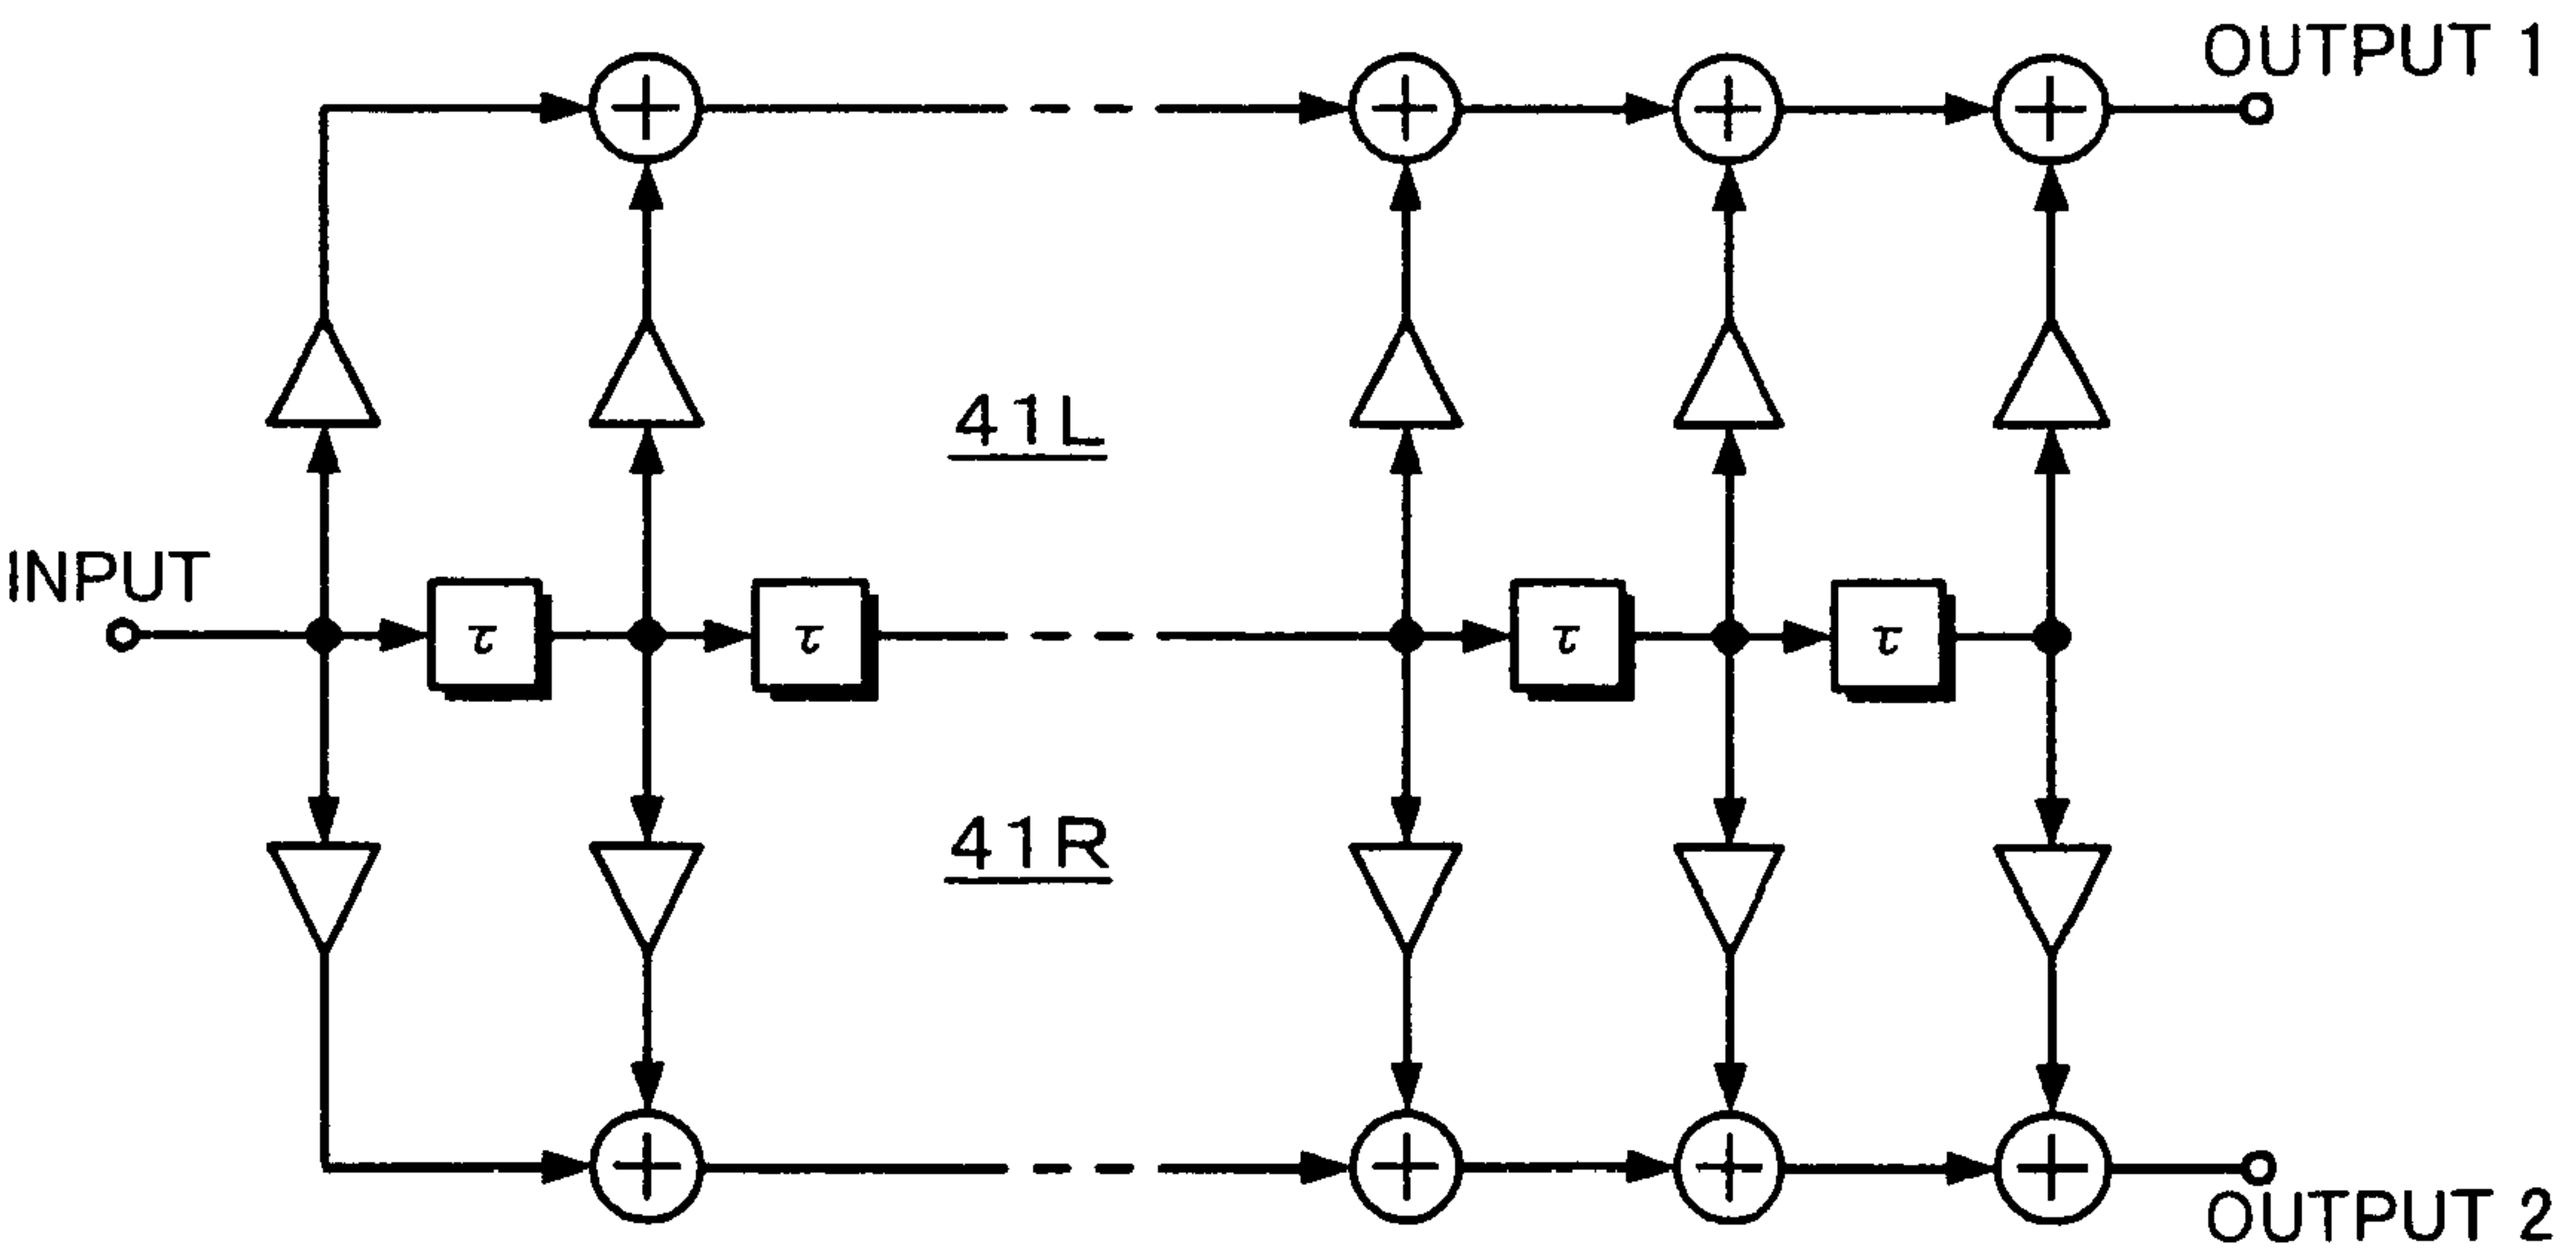 OUTPUT 1
41L
INPUT
τ τ τ τ
41R
OUTPUT 2